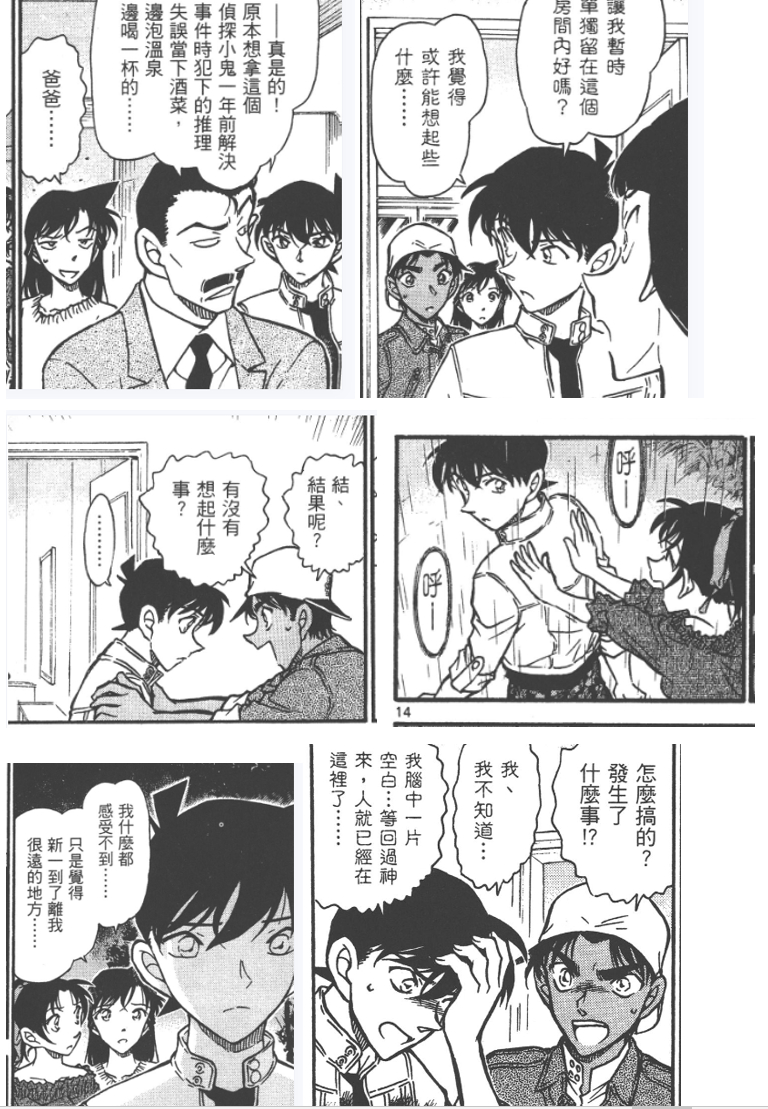 讓我暫時
單獨留在這個
房間內好嗎？
我覺得
或許能想起些
什麼……
——真是的！
原本想拿這個
偵探小鬼一年前解決
事件時犯下的推理
失誤當下酒菜，
邊泡溫泉
邊喝一杯的……
爸爸……
結、
結果呢？
有沒有
想起什麼
事？
………
呼—
呼—
14
怎麼搞的？
發生了
什麼事!?
我、
我不知道…
我腦中一片
空白…等回過神
來，人就已經在
這裡了……
我什麼都
感受不到……
只是覺得
新一到了離我
很遠的地方……